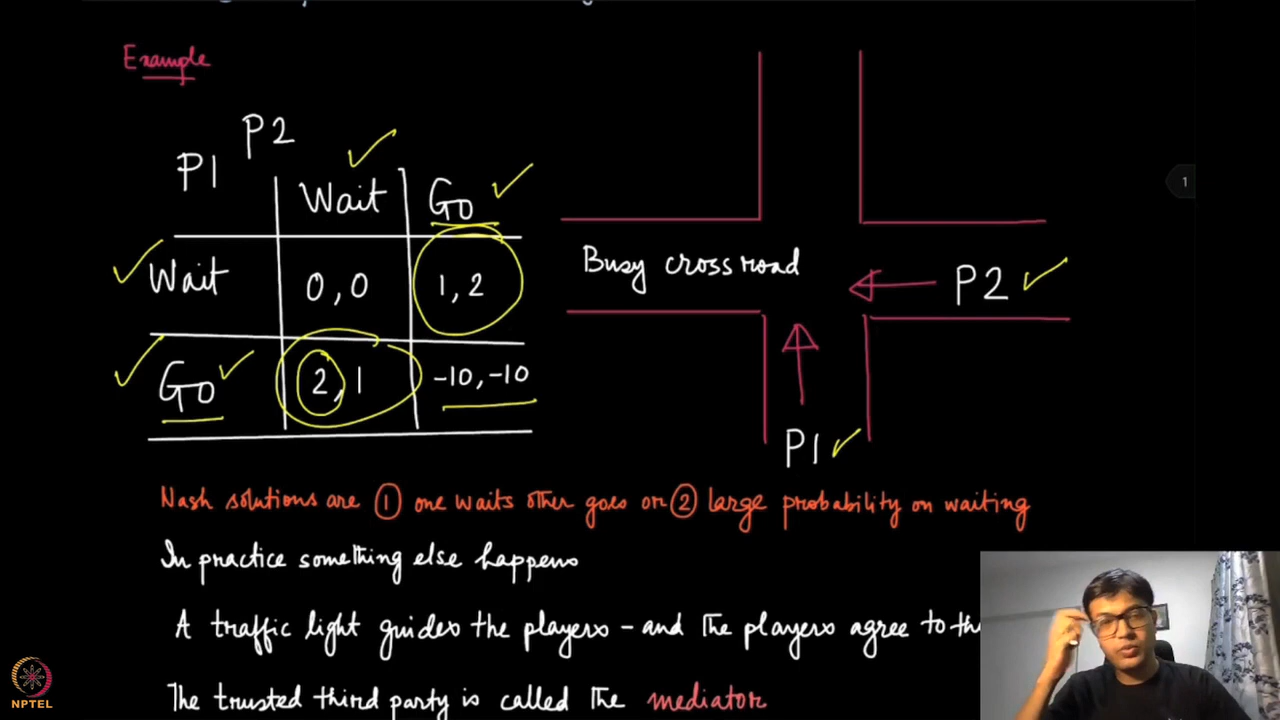 Example
P2
P1
Wait Go
Wait 0,0 1,2
Go 2,1 -10,-10
Busy cross road
P2
P1
1
Nash solutions are ① one waits other goes or ② large probability on waiting
In practice something else happens
A traffic light guides the players - and the players agree to
The trusted third party is called the mediator
NPTEL